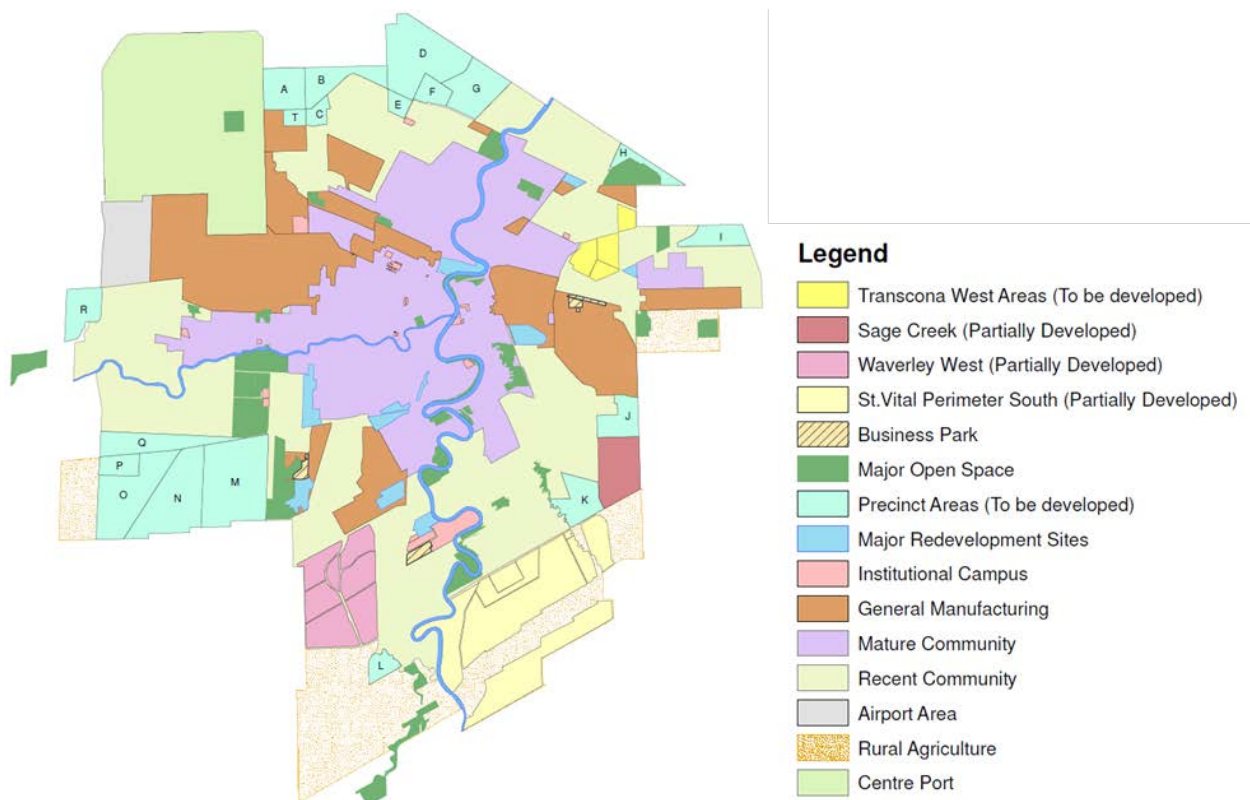 D
B
A
F
G
E
T
C
H
I
R
J
Q
P
M
O
N
K
L
Legend
Transcona West Areas (To be developed)
Sage Creek (Partially Developed)
Waverley West (Partially Developed)
St.Vital Perimeter South (Partially Developed)
Business Park
Major Open Space
Precinct Areas (To be developed)
Major Redevelopment Sites
Institutional Campus
General Manufacturing
Mature Community
Recent Community
Airport Area
Rural Agriculture
Centre Port